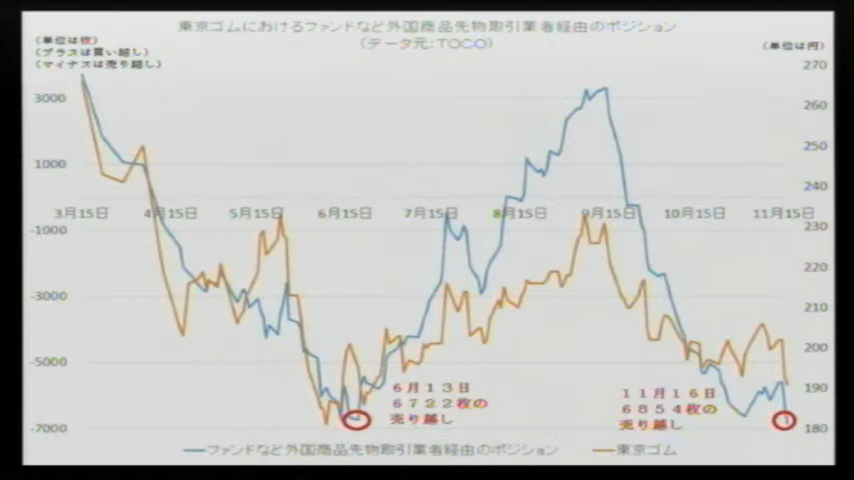 東京ゴムにおけるファンドなど外国商品先物取引業者経由のポジション
(データ元:TOCO)
(単位は枚)
(プラスは買い越し)
(マイナスは売り越し)
(単位は円)
3000
1000
-1000
-3000
-5000
-7000
270
260
250
240
230
220
210
200
190
180
3月15日 4月15日 5月15日 6月15日 7月15日 8月15日 9月15日 10月15日 11月15日
6月13日
6722枚の
売り越し
11月16日
6854枚の
売り越し
ファンドなど外国商品先物取引業者経由のポジション 東京ゴム